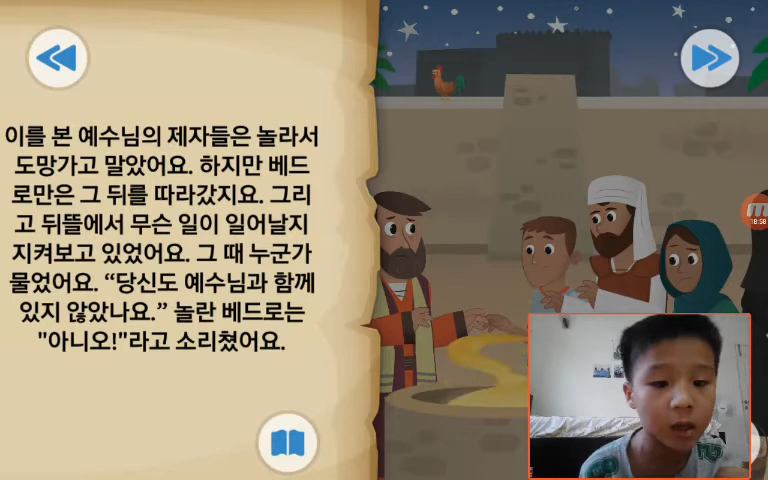 이를 본 예수님의 제자들은 놀라서
도망가고 말았어요. 하지만 베드
로만은 그 뒤를 따라갔지요. 그리
고 뒤뜰에서 무슨 일이 일어날지
지켜보고 있었어요. 그 때 누군가
물었어요. “당신도 예수님과 함께
있지 않았나요.” 놀란 베드로는
"아니오!"라고 소리쳤어요.
18:58